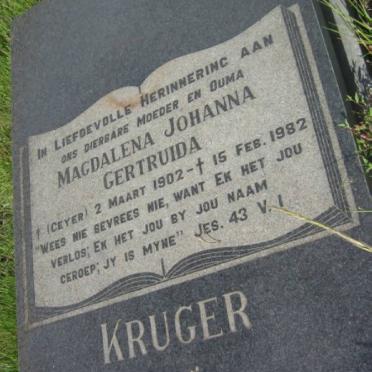 IN LIEFDEVOLLE HERINNERING AAN
ONS DIERBARE MOEDER EN OUMA
MAGDALENA JOHANNA
GERTRUIDA
(GEYER) 2 MAART 1902 - † 15 FEB. 1982
"WEES NIE BEVREES NIE, WANT EK HET JOU
VERLOS; EK HET JOU BY JOU NAAM
GEROEP; JY IS MYNE" JES. 43 V. 1
KRUGER